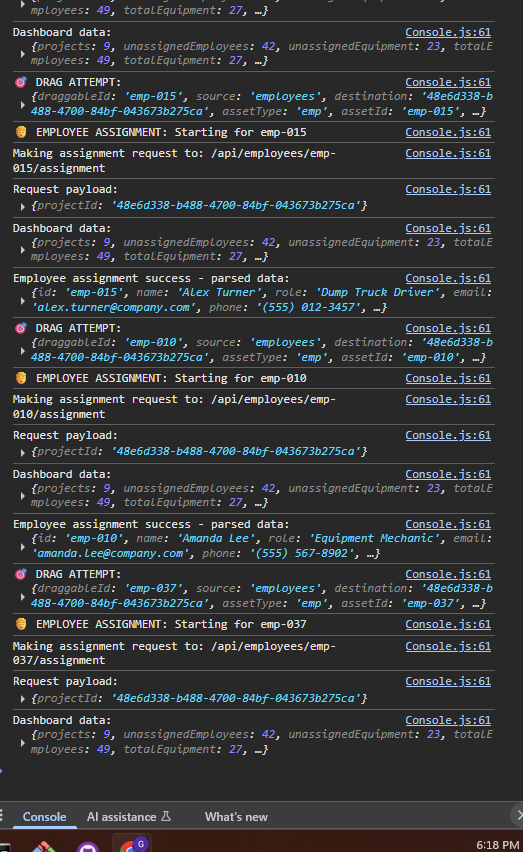 mployees: 49, totalEquipment: 27, …}
Dashboard data: Console.js:61
{projects: 9, unassignedEmployees: 42, unassignedEquipment: 23, totalE
mployees: 49, totalEquipment: 27, …}
🎯 DRAG ATTEMPT: Console.js:61
{draggableId: 'emp-015', source: 'employees', destination: '48e6d338-b
488-4700-84bf-043673b275ca', assetType: 'emp', assetId: 'emp-015', …}
EMPLOYEE ASSIGNMENT: Starting for emp-015 Console.js:61
Making assignment request to: /api/employees/emp- Console.js:61
015/assignment
Request payload: Console.js:61
{projectId: '48e6d338-b488-4700-84bf-043673b275ca'}
Dashboard data: Console.js:61
{projects: 9, unassignedEmployees: 42, unassignedEquipment: 23, totalE
mployees: 49, totalEquipment: 27, …}
Employee assignment success - parsed data: Console.js:61
{id: 'emp-015', name: 'Alex Turner', role: 'Dump Truck Driver', email:
'alex.turner@company.com', phone: '(555) 012-3457', …}
🎯 DRAG ATTEMPT: Console.js:61
{draggableId: 'emp-010', source: 'employees', destination: '48e6d338-b
488-4700-84bf-043673b275ca', assetType: 'emp', assetId: 'emp-010', …}
EMPLOYEE ASSIGNMENT: Starting for emp-010 Console.js:61
Making assignment request to: /api/employees/emp- Console.js:61
010/assignment
Request payload: Console.js:61
{projectId: '48e6d338-b488-4700-84bf-043673b275ca'}
Dashboard data: Console.js:61
{projects: 9, unassignedEmployees: 42, unassignedEquipment: 23, totalE
mployees: 49, totalEquipment: 27, …}
Employee assignment success - parsed data: Console.js:61
{id: 'emp-010', name: 'Amanda Lee', role: 'Equipment Mechanic', email:
'amanda.lee@company.com', phone: '(555) 567-8902', …}
🎯 DRAG ATTEMPT: Console.js:61
{draggableId: 'emp-037', source: 'employees', destination: '48e6d338-b
488-4700-84bf-043673b275ca', assetType: 'emp', assetId: 'emp-037', …}
EMPLOYEE ASSIGNMENT: Starting for emp-037 Console.js:61
Making assignment request to: /api/employees/emp- Console.js:61
037/assignment
Request payload: Console.js:61
{projectId: '48e6d338-b488-4700-84bf-043673b275ca'}
Dashboard data: Console.js:61
{projects: 9, unassignedEmployees: 42, unassignedEquipment: 23, totalE
mployees: 49, totalEquipment: 27, …}
Console AI assistance What's new
G
6:18 PM